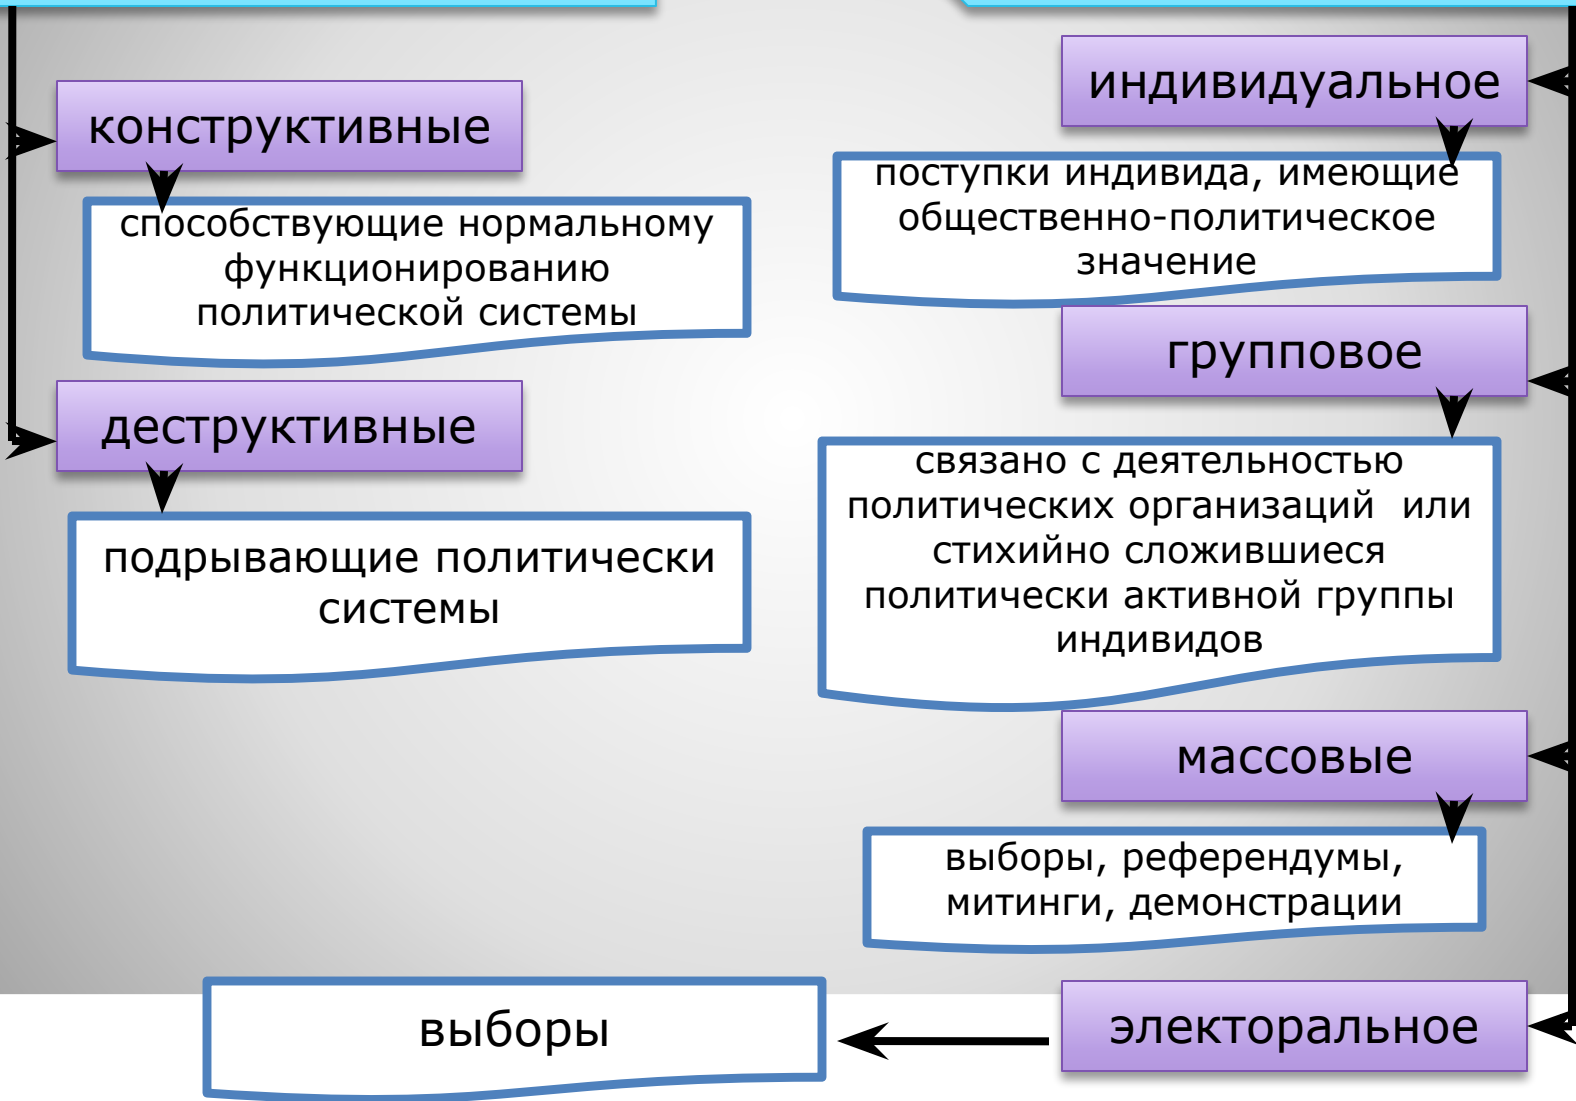 конструктивные
способствующие нормальному
функционированию
политической системы
деструктивные
подрывающие политически
системы
индивидуальное
поступки индивида, имеющие
общественно-политическое
значение
групповое
связано с деятельностью
политических организаций или
стихийно сложившиеся
политически активной группы
индивидов
массовые
выборы, референдумы,
митинги, демонстрации
электоральное
выборы